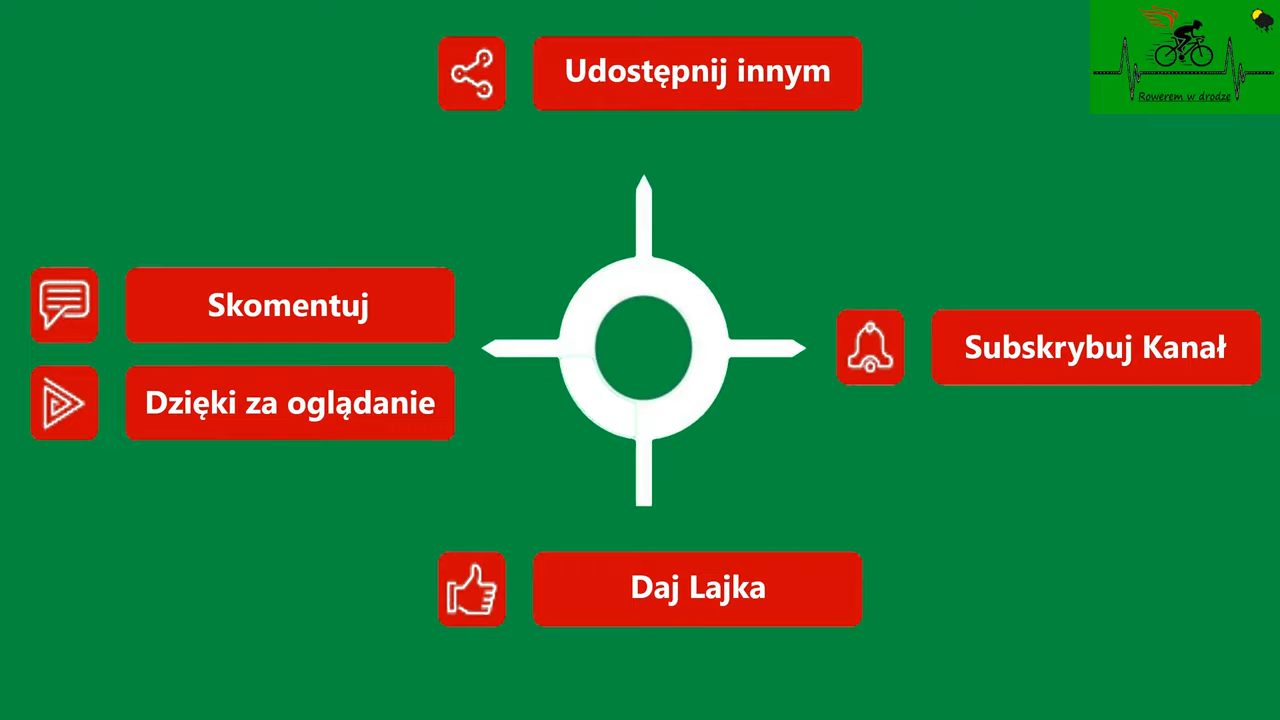 Udostępnij innym
Rowerem w drodze
Skomentuj
Subskrybuj Kanał
Dzięki za oglądanie
Daj Lajka